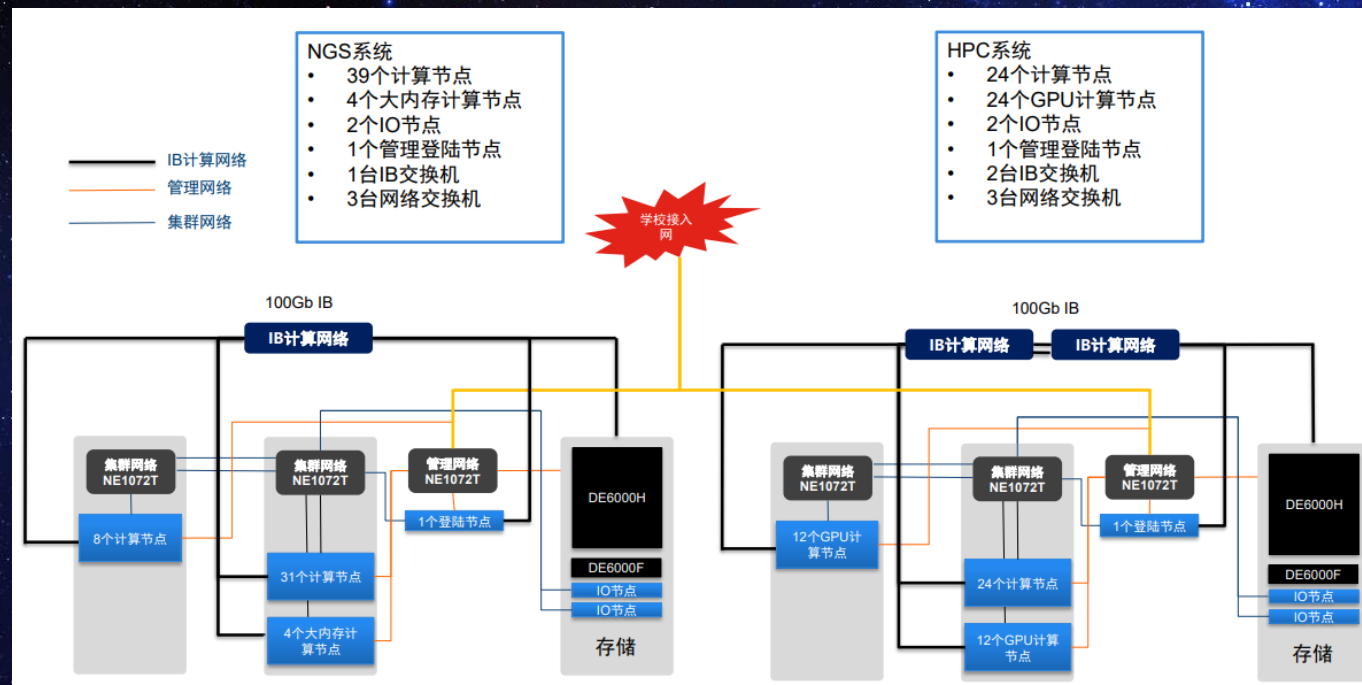 NGS系统
• 39个计算节点
• 4个大内存计算节点
• 2个IO节点
• 1个管理登陆节点
• 1台IB交换机
• 3台网络交换机
HPC系统
• 24个计算节点
• 24个GPU计算节点
• 2个IO节点
• 1个管理登陆节点
• 2台IB交换机
• 3台网络交换机
IB计算网络
管理网络
集群网络
学校接入
网
100Gb IB
IB计算网络
集群网络
NE1072T
集群网络
NE1072T
管理网络
NE1072T
8个计算节点
1个登陆节点
31个计算节点
4个大内存计
算节点
DE6000H
DE6000F
IO节点
IO节点
存储
100Gb IB
IB计算网络
IB计算网络
集群网络
NE1072T
集群网络
NE1072T
管理网络
NE1072T
12个GPU计
算节点
1个登陆节点
24个计算节点
12个GPU计算
节点
DE6000H
DE6000F
IO节点
IO节点
存储